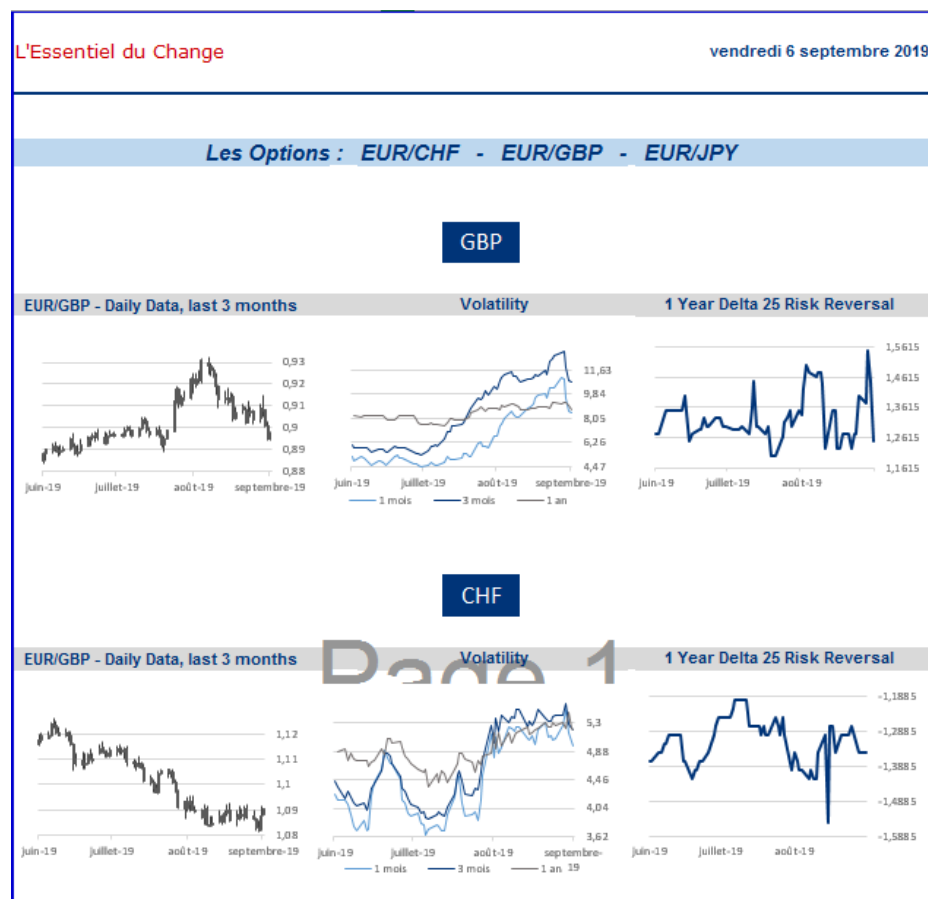 L'Essentiel du Change
vendredi 6 septembre 2019
Les Options : EUR/CHF - EUR/GBP - EUR/JPY
GBP
EUR/GBP - Daily Data, last 3 months
Volatility
1 Year Delta 25 Risk Reversal
0,93
0,92
0,91
0,9
0,89
0,88
juin-19 juillet-19 août-19 septembre-19
11,63
9,84
8,05
6,26
4,47
juin-19 juillet-19 août-19 septembre-19
1 mois 3 mois 1 an
1,5615
1,4615
1,3615
1,2615
1,1615
juin-19 juillet-19 août-19
CHF
Page 1
EUR/GBP - Daily Data, last 3 months
Volatility
1 Year Delta 25 Risk Reversal
1,12
1,11
1,1
1,09
1,08
juin-19 juillet-19 août-19 septembre-19
5,3
4,88
4,46
4,04
3,62
juin-19 juillet-19 août-19 septembre-
19
1 mois 3 mois 1 an
-1,1885
-1,2885
-1,3885
-1,4885
-1,5885
juin-19 juillet-19 août-19